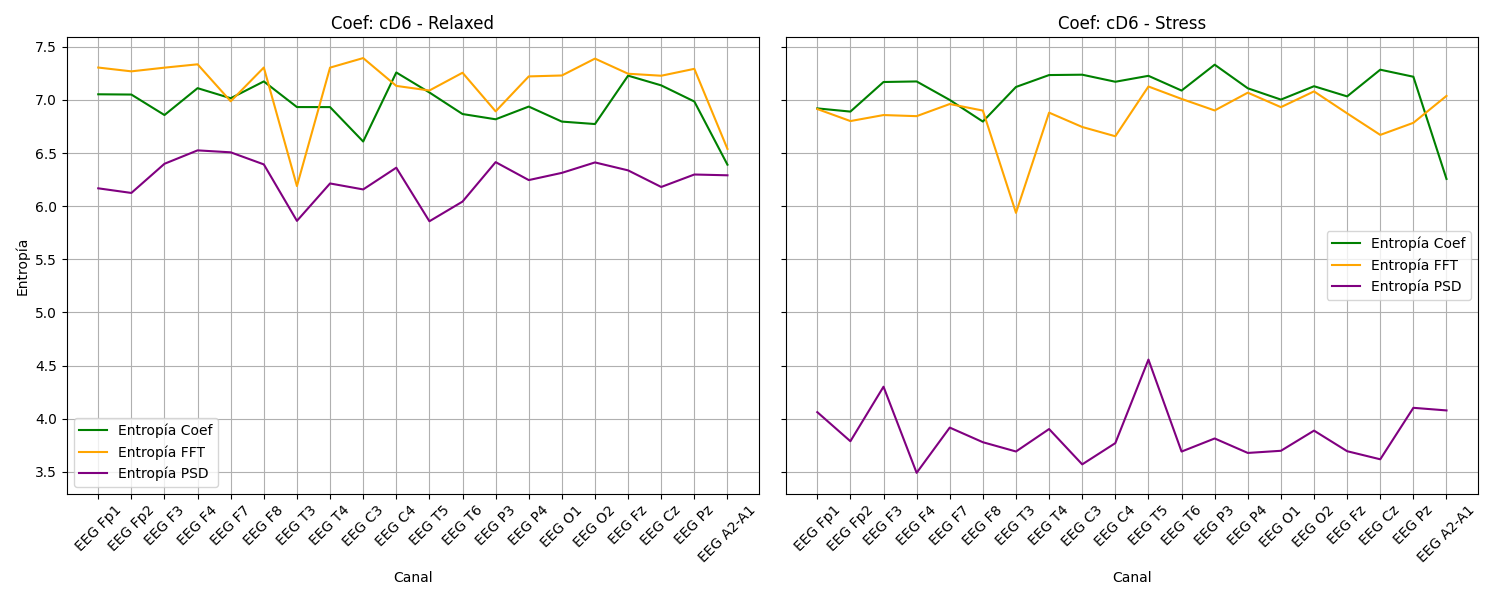 Coef: cD6 - Relaxed
Entropía
7.5
7.0
6.5
6.0
5.5
5.0
4.5
4.0
3.5
Entropía Coef
Entropía FFT
Entropía PSD
EEG Fp1
EEG Fp2
EEG F3
EEG F4
EEG F7
EEG F8
EEG T3
EEG T4
EEG C3
EEG C4
EEG T5
EEG T6
EEG P3
EEG P4
EEG O1
EEG O2
EEG Fz
EEG Cz
EEG Pz
EEG A2-A1
Canal
Coef: cD6 - Stress
Entropía Coef
Entropía FFT
Entropía PSD
EEG Fp1
EEG Fp2
EEG F3
EEG F4
EEG F7
EEG F8
EEG T3
EEG T4
EEG C3
EEG C4
EEG T5
EEG T6
EEG P3
EEG P4
EEG O1
EEG O2
EEG Fz
EEG Cz
EEG Pz
EEG A2-A1
Canal